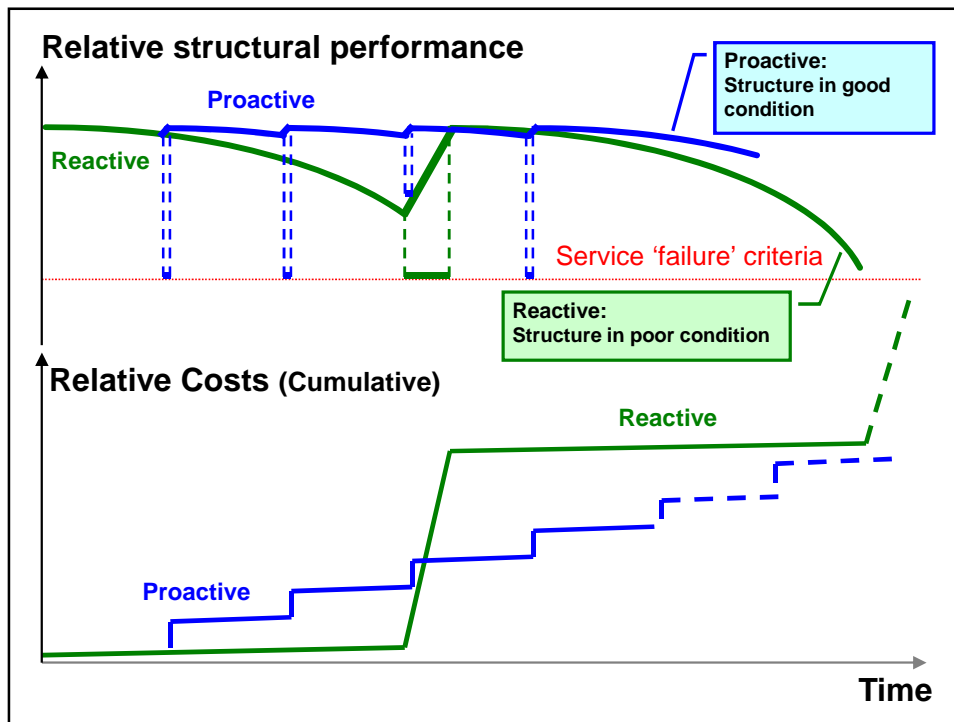 Relative structural performance
Proactive:
Structure in good
condition
Proactive
Reactive
Service ‘failure’ criteria
Reactive:
Structure in poor condition
Relative Costs (Cumulative)
Reactive
Proactive
Time